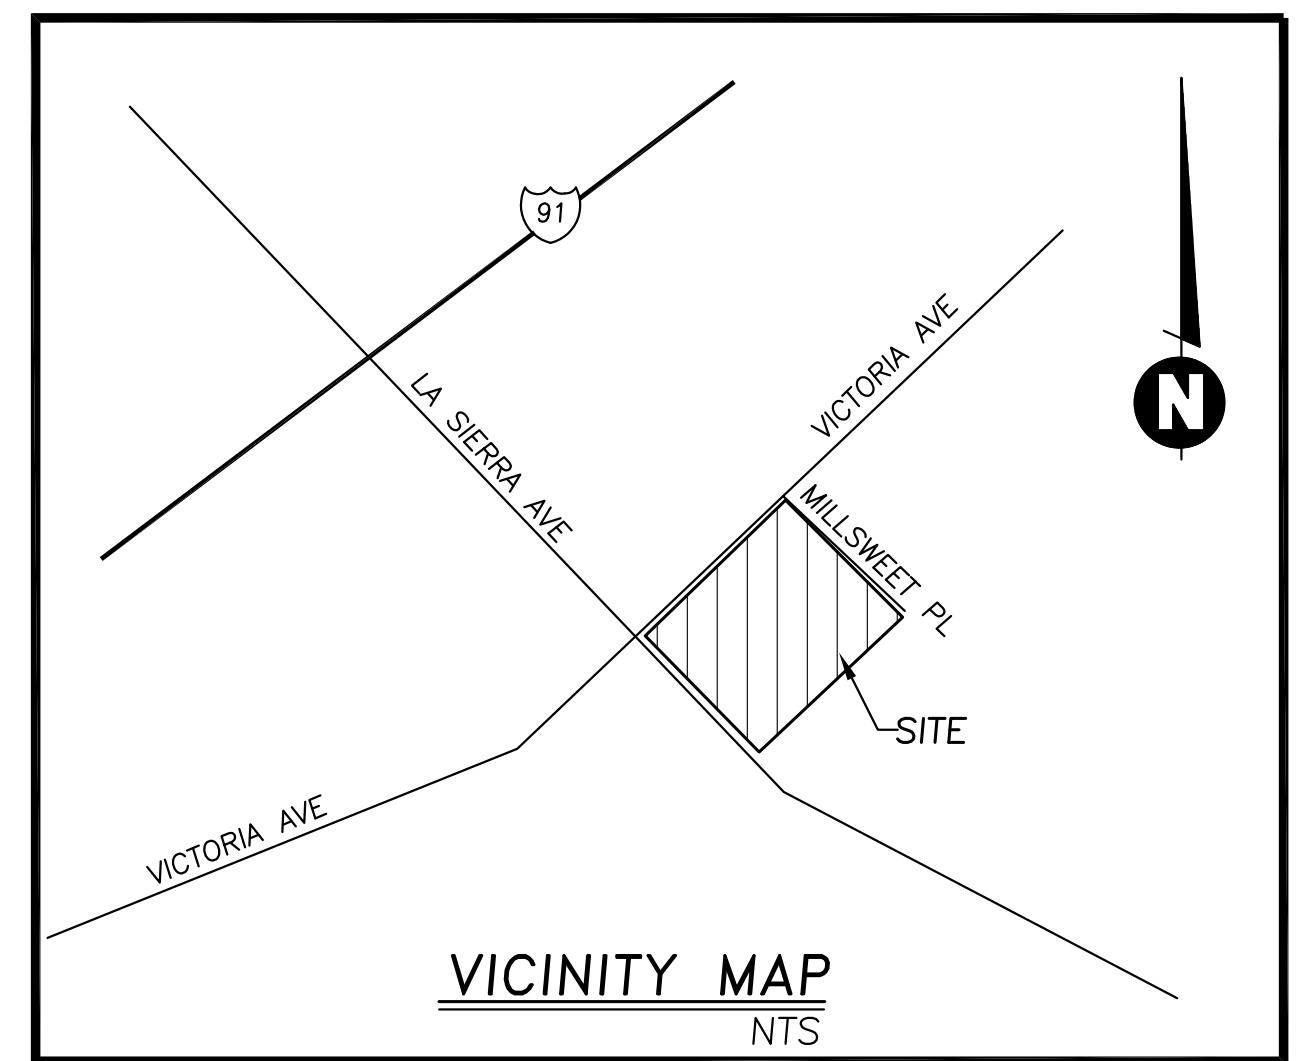 91
VICTORIA AVE
LA SIERRA AVE
N
MILLSWEET PL
SITE
VICTORIA AVE
VICINITY MAP
NTS